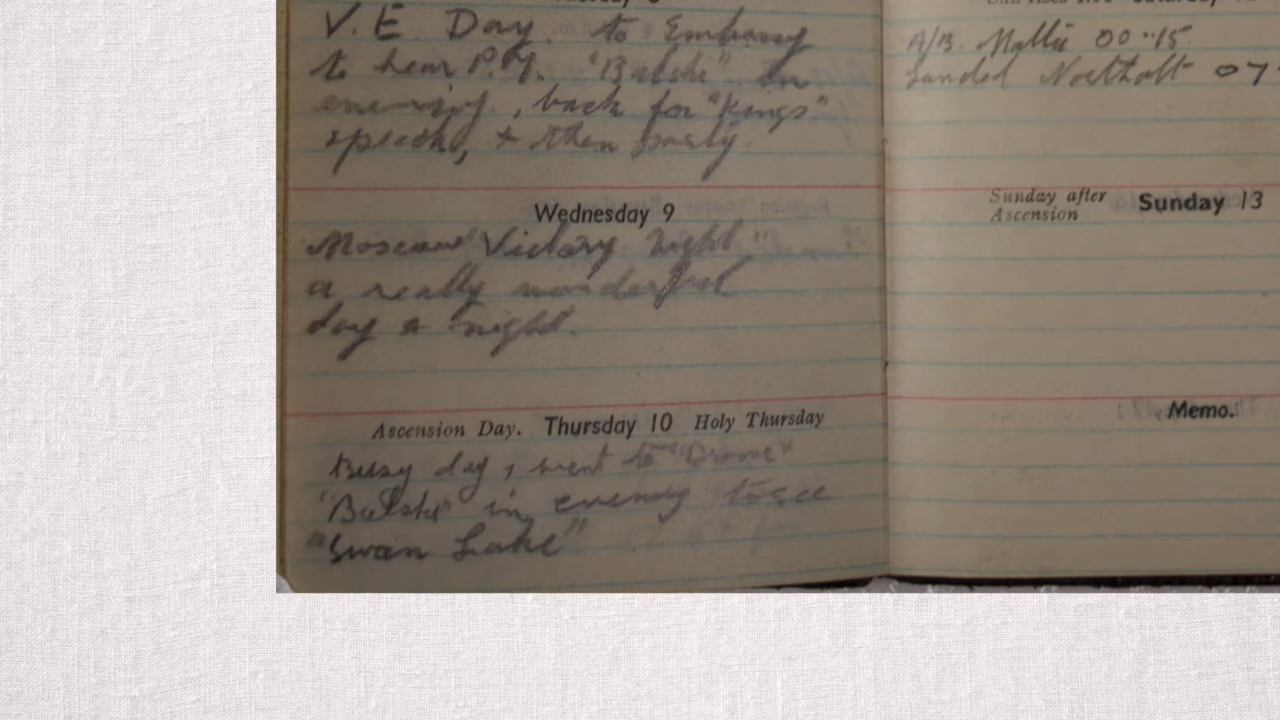 V.E. Day. to Embassy
to hear P.M. "Balshi" in
evening, back for "Kings"
speech, + then party.
Wednesday 9
Moscow "Victory Night"
a really wonderful
day & night.
Ascension Day. Thursday 10 Holy Thursday
Busy day, went to
"Balshi" in evening to see
"Swan Lake"
A/B 00.15.
Landed Northolt 07
Sunday after
Ascension
Sunday 13
Memo.